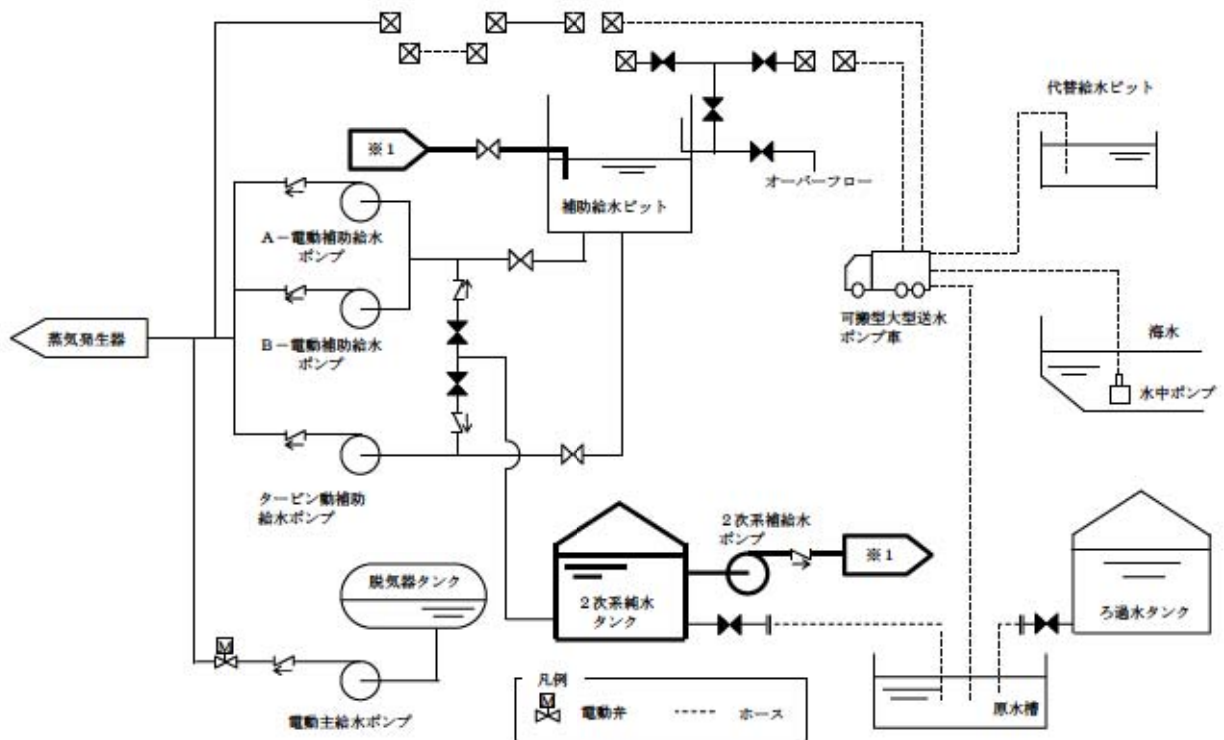 代替給水ピット
※1
オーバーフロー
補助給水ピット
A－電動補助給水
ポンプ
可搬型大型送水
ポンプ車
海水
蒸気発生器
B－電動補助給水
ポンプ
水中ポンプ
タービン動補助
給水ポンプ
2次系補給水
ポンプ
※1
脱気器タンク
2次系純水
タンク
ろ過水タンク
M
凡例
M
電動弁
ホース
原水槽
電動主給水ポンプ